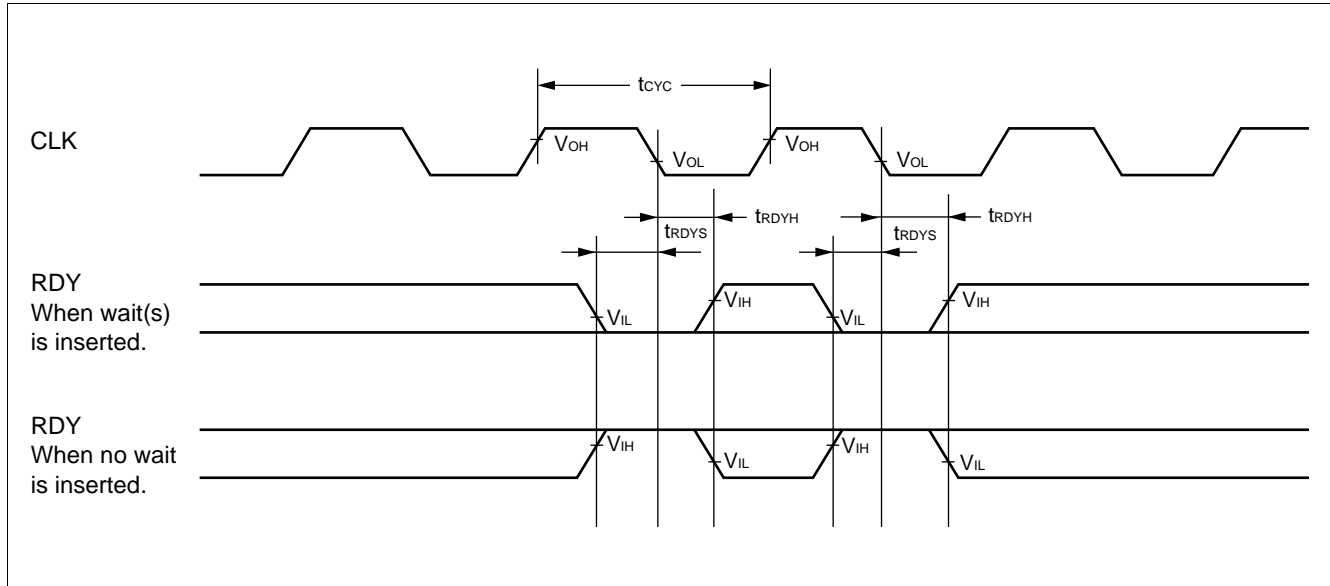 tCYC
CLK
VOH
VOL
VOH
VOL
tRDYH
tRDYH
tRDYS
tRDYS
RDY
When wait(s)
is inserted.
VIL
VIH
VIL
VIH
RDY
When no wait
is inserted.
VIH
VIL
VIH
VIL